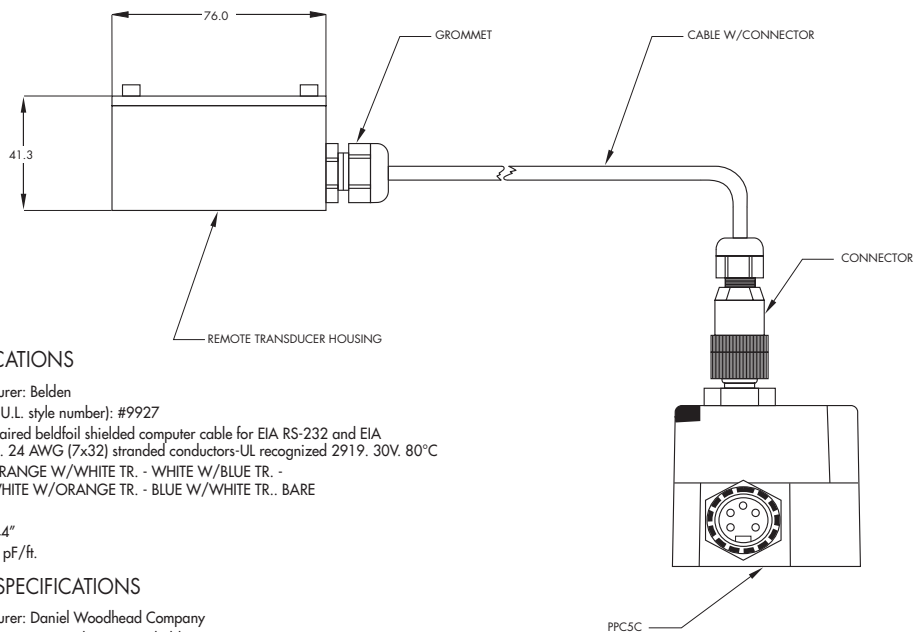 76.0
GROMMET
CABLE W/CONNECTOR
41.3
CONNECTOR
REMOTE TRANSDUCER HOUSING
CATIONS
urer: Belden
U.L. style number): #9927
aired beldfoil shielded computer cable for EIA RS-232 and EIA
. 24 AWG (7x32) stranded conductors-UL recognized 2919. 30V. 80°C
RANGE W/WHITE TR. - WHITE W/BLUE TR. -
HITE W/ORANGE TR. - BLUE W/WHITE TR.. BARE
4"
pF/ft.
SPECIFICATIONS
urer: Daniel Woodhead Company
PPC5C